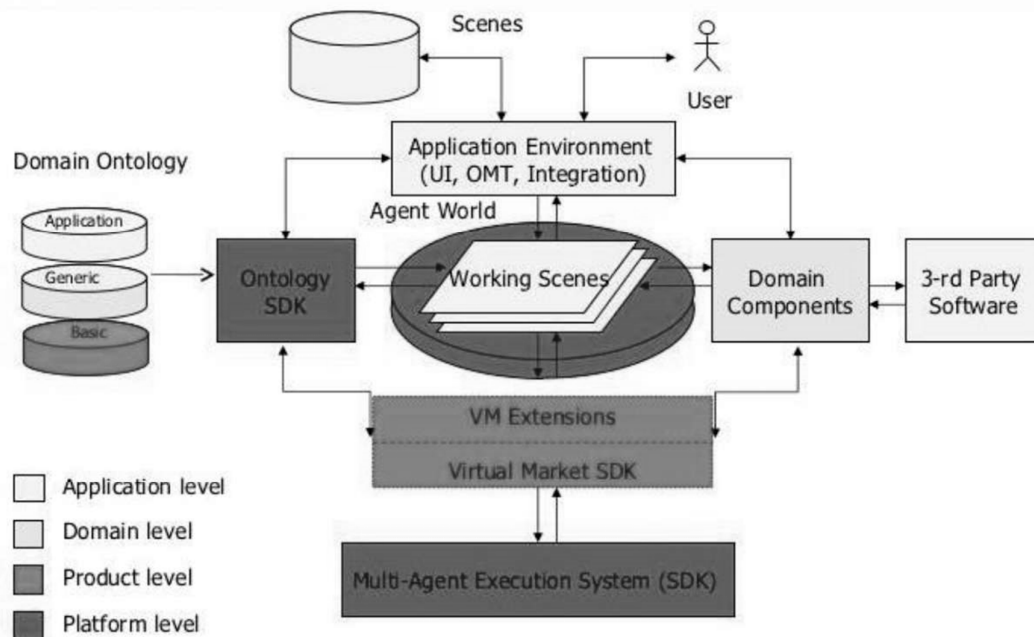 Scenes
User
Application Environment
(UI, OMT, Integration)
Domain Ontology
Application
Generic
Basic
Agent World
Ontology
SDK
Working Scenes
Domain
Components
3-rd Party
Software
VM Extensions
Virtual Market SDK
Multi-Agent Execution System (SDK)
Application level
Domain level
Product level
Platform level